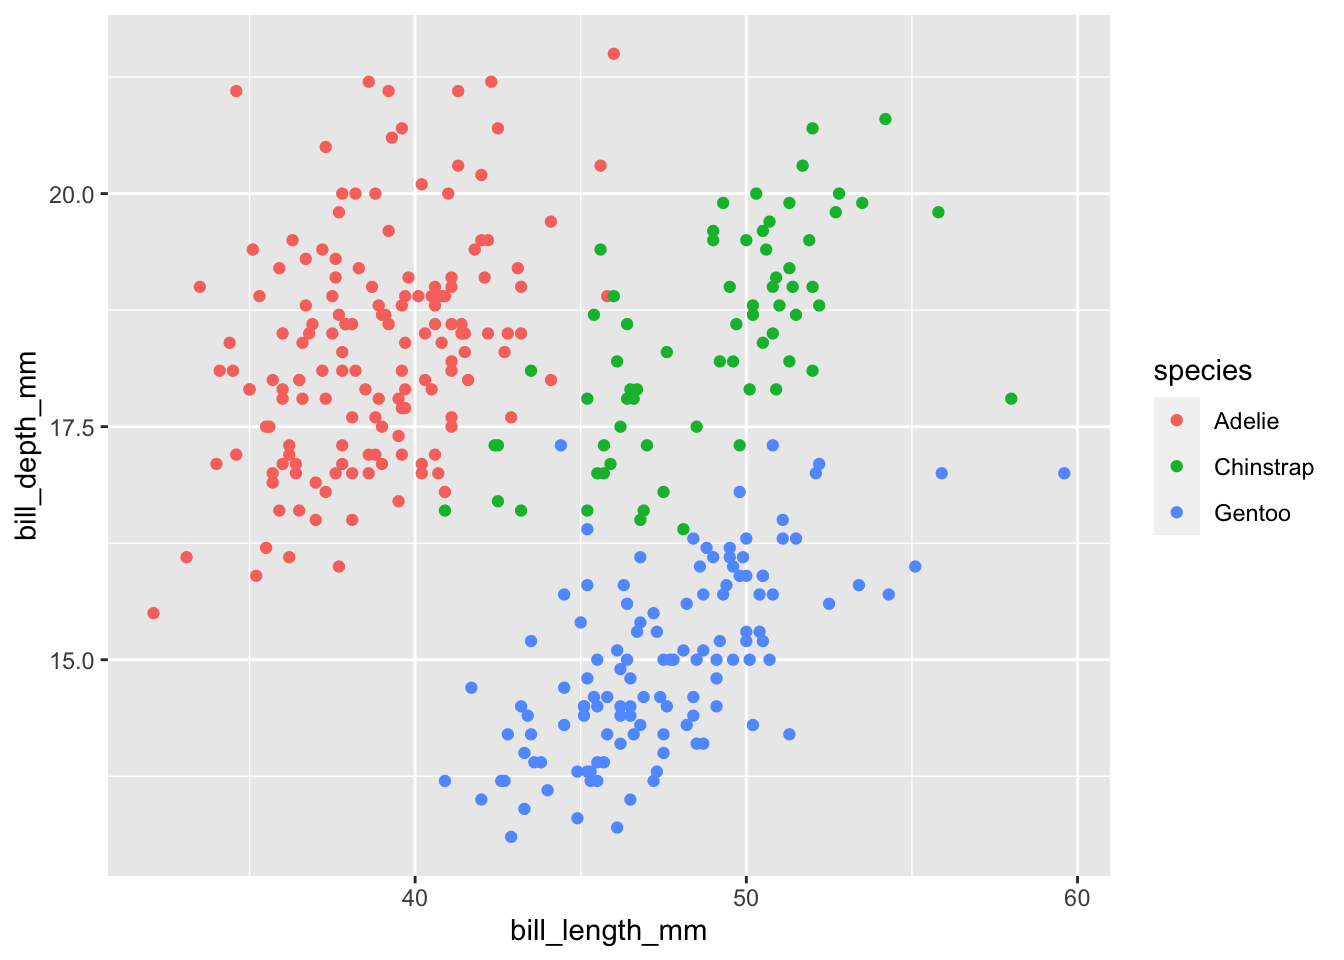 20.0
17.5
15.0
bill_depth_mm
40
50
60
bill_length_mm
species
Adelie
Chinstrap
Gentoo